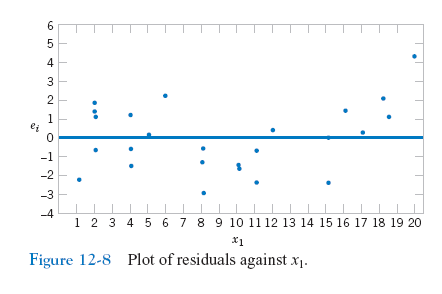 6
5
4
3
2
1
0
−1
−2
−3
−4
e_i
1 2 3 4 5 6 7 8 9 10 11 12 13 14 15 16 17 18 19 20
x₁
Figure 12-8 Plot of residuals against x₁.